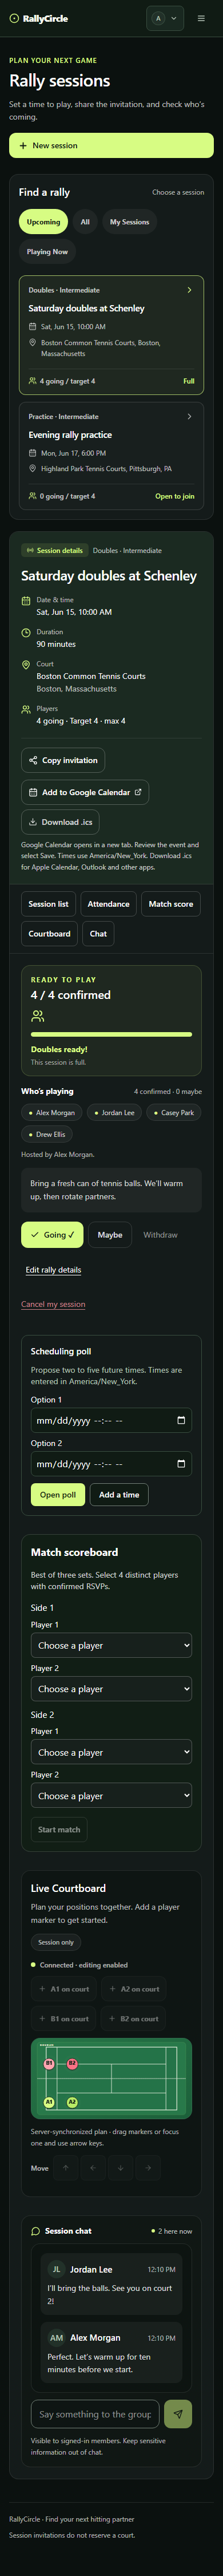 RallyCircle
A
PLAN YOUR NEXT GAME
Rally sessions
Set a time to play, share the invitation, and check who's
coming.
New session
Find a rally
Choose a session
Upcoming
All
My Sessions
Playing Now
Doubles · Intermediate
Saturday doubles at Schenley
Sat, Jun 15, 10:00 AM
Boston Common Tennis Courts, Boston,
Massachusetts
4 going / target 4
Full
Practice · Intermediate
Evening rally practice
Mon, Jun 17, 6:00 PM
Highland Park Tennis Courts, Pittsburgh, PA
0 going / target 4
Open to join
Session details
Doubles · Intermediate
Saturday doubles at Schenley
Date & time
Sat, Jun 15, 10:00 AM
Duration
90 minutes
Court
Boston Common Tennis Courts
Boston, Massachusetts
Players
4 going · Target 4 · max 4
Copy invitation
Add to Google Calendar
Download .ics
Google Calendar opens in a new tab. Review the event and
select Save. Times use America/New_York. Download .ics
for Apple Calendar, Outlook and other apps.
Session list
Attendance
Match score
Courtboard
Chat
READY TO PLAY
4 / 4 confirmed
Doubles ready!
This session is full.
Who's playing
4 confirmed · 0 maybe
Alex Morgan
Jordan Lee
Casey Park
Drew Ellis
Hosted by Alex Morgan.
Bring a fresh can of tennis balls. We'll warm
up, then rotate partners.
Going ✓
Maybe
Withdraw
Edit rally details
Cancel my session
Scheduling poll
Propose two to five future times. Times are
entered in America/New_York.
Option 1
mm/dd/yyyy --:-- --
Option 2
mm/dd/yyyy --:-- --
Open poll
Add a time
Match scoreboard
Best of three sets. Select 4 distinct players
with confirmed RSVPs.
Side 1
Player 1
Choose a player
Player 2
Choose a player
Side 2
Player 1
Choose a player
Player 2
Choose a player
Start match
Live Courtboard
Plan your positions together. Add a player
marker to get started.
Session only
Connected · editing enabled
A1 on court
A2 on court
B1 on court
B2 on court
B1
B2
A1
A2
Server-synchronized plan · drag markers or focus
one and use arrow keys.
Move
Session chat
2 here now
JL
Jordan Lee
12:10 PM
I'll bring the balls. See you on court
2!
AM
Alex Morgan
12:10 PM
Perfect. Let's warm up for ten
minutes before we start.
Say something to the group
Visible to signed-in members. Keep sensitive
information out of chat.
RallyCircle · Find your next hitting partner
Session invitations do not reserve a court.